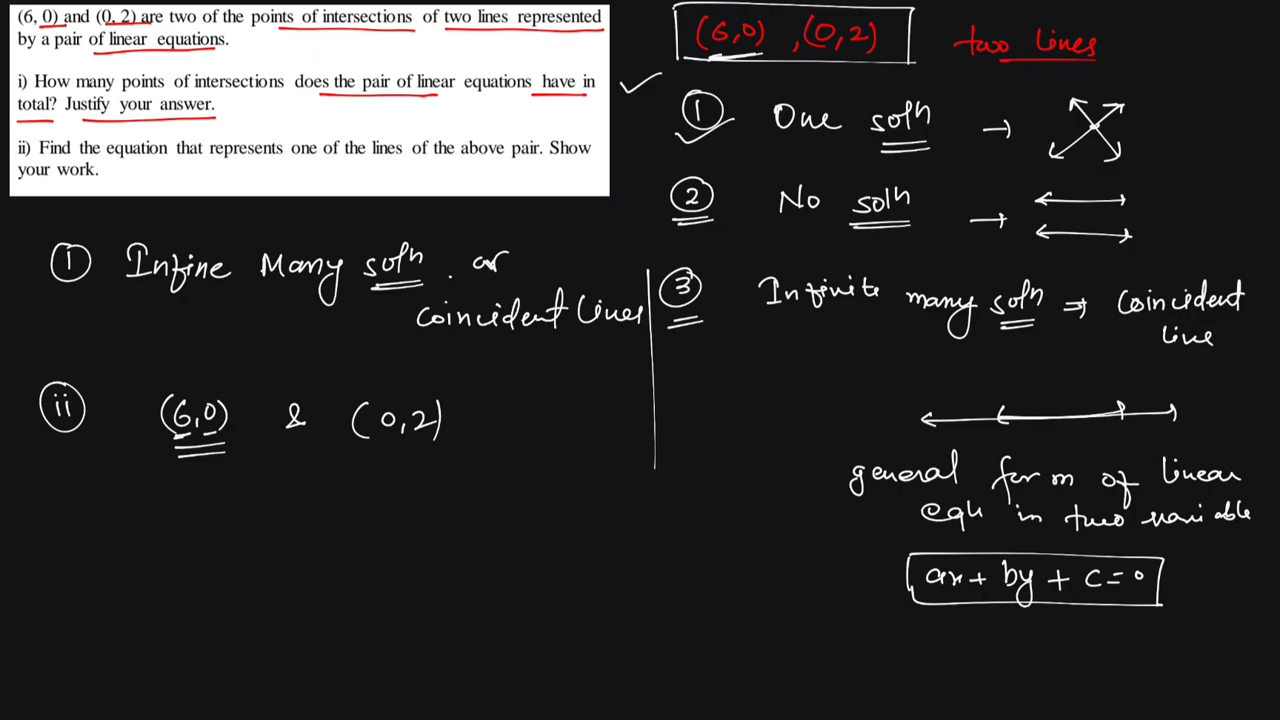 (6, 0) and (0, 2) are two of the points of intersections of two lines represented
by a pair of linear equations.
i) How many points of intersections does the pair of linear equations have in
total? Justify your answer.
ii) Find the equation that represents one of the lines of the above pair. Show
your work.
(6,0) , (0,2) two lines
① One soln →
② No soln →
③ Infinite many soln ⇒ Coincident
line
general form of linear
eqn in two variable
ax + by + c = 0
ⓘ Infine Many soln . or
coincident lines
ⓘⓘ (6,0) & (0,2)